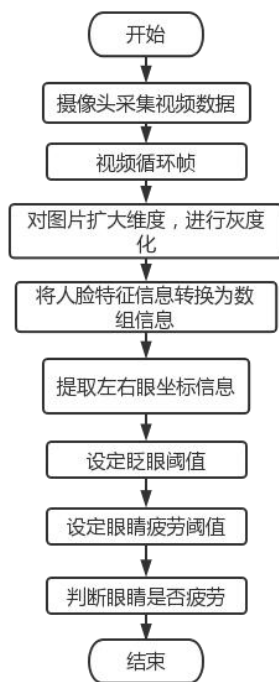 开始
摄像头采集视频数据
视频循环帧
对图片扩大维度，进行灰度
化
将人脸特征信息转换为数
组信息
提取左右眼坐标信息
设定眨眼阈值
设定眼睛疲劳阈值
判断眼睛是否疲劳
结束